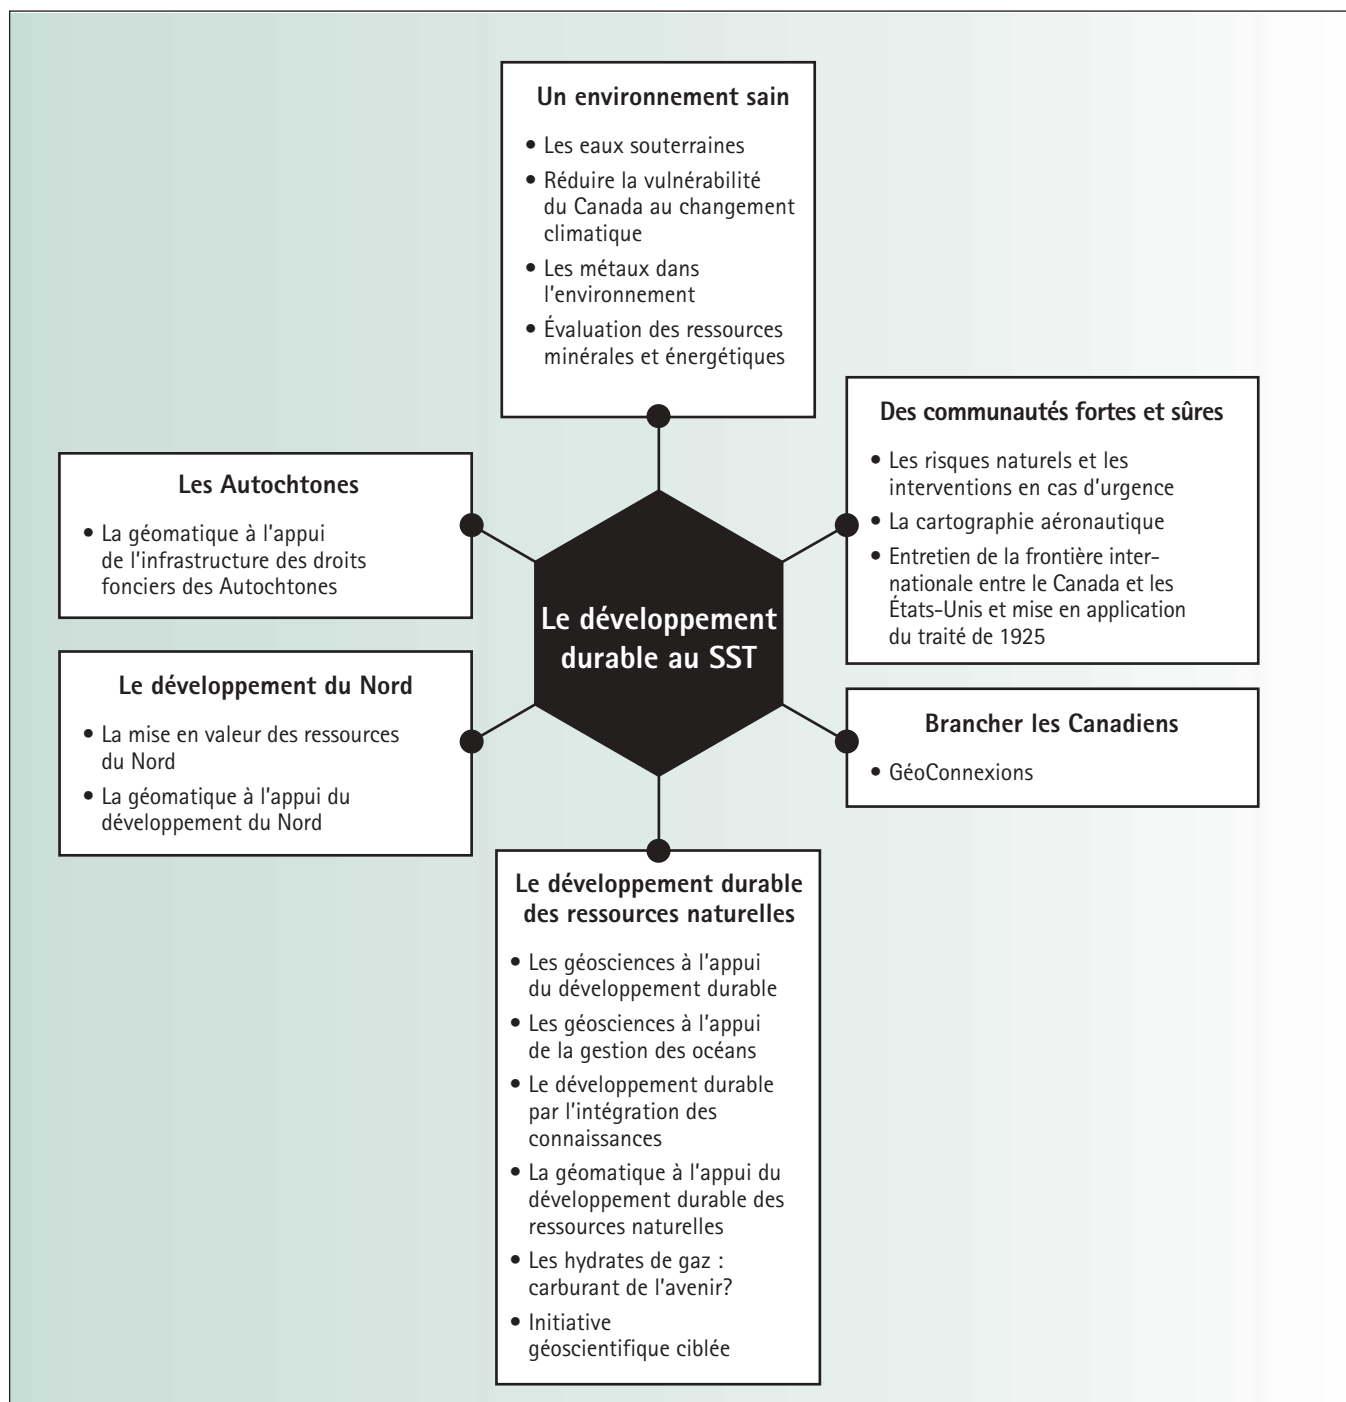 Un environnement sain
• Les eaux souterraines
• Réduire la vulnérabilité
du Canada au changement
climatique
• Les métaux dans
l'environnement
• Évaluation des ressources
minérales et énergétiques
Des communautés fortes et sûres
• Les risques naturels et les
interventions en cas d'urgence
• La cartographie aéronautique
• Entretien de la frontière inter-
nationale entre le Canada et les
États-Unis et mise en application
du traité de 1925
Les Autochtones
• La géomatique à l'appui
de l'infrastructure des droits
fonciers des Autochtones
Le développement
durable au SST
Le développement du Nord
• La mise en valeur des ressources
du Nord
• La géomatique à l'appui du
développement du Nord
Brancher les Canadiens
• GéoConnexions
Le développement durable
des ressources naturelles
• Les géosciences à l'appui
du développement durable
• Les géosciences à l'appui
de la gestion des océans
• Le développement durable
par l'intégration des
connaissances
• La géomatique à l'appui du
développement durable des
ressources naturelles
• Les hydrates de gaz :
carburant de l'avenir?
• Initiative
géoscientifique ciblée